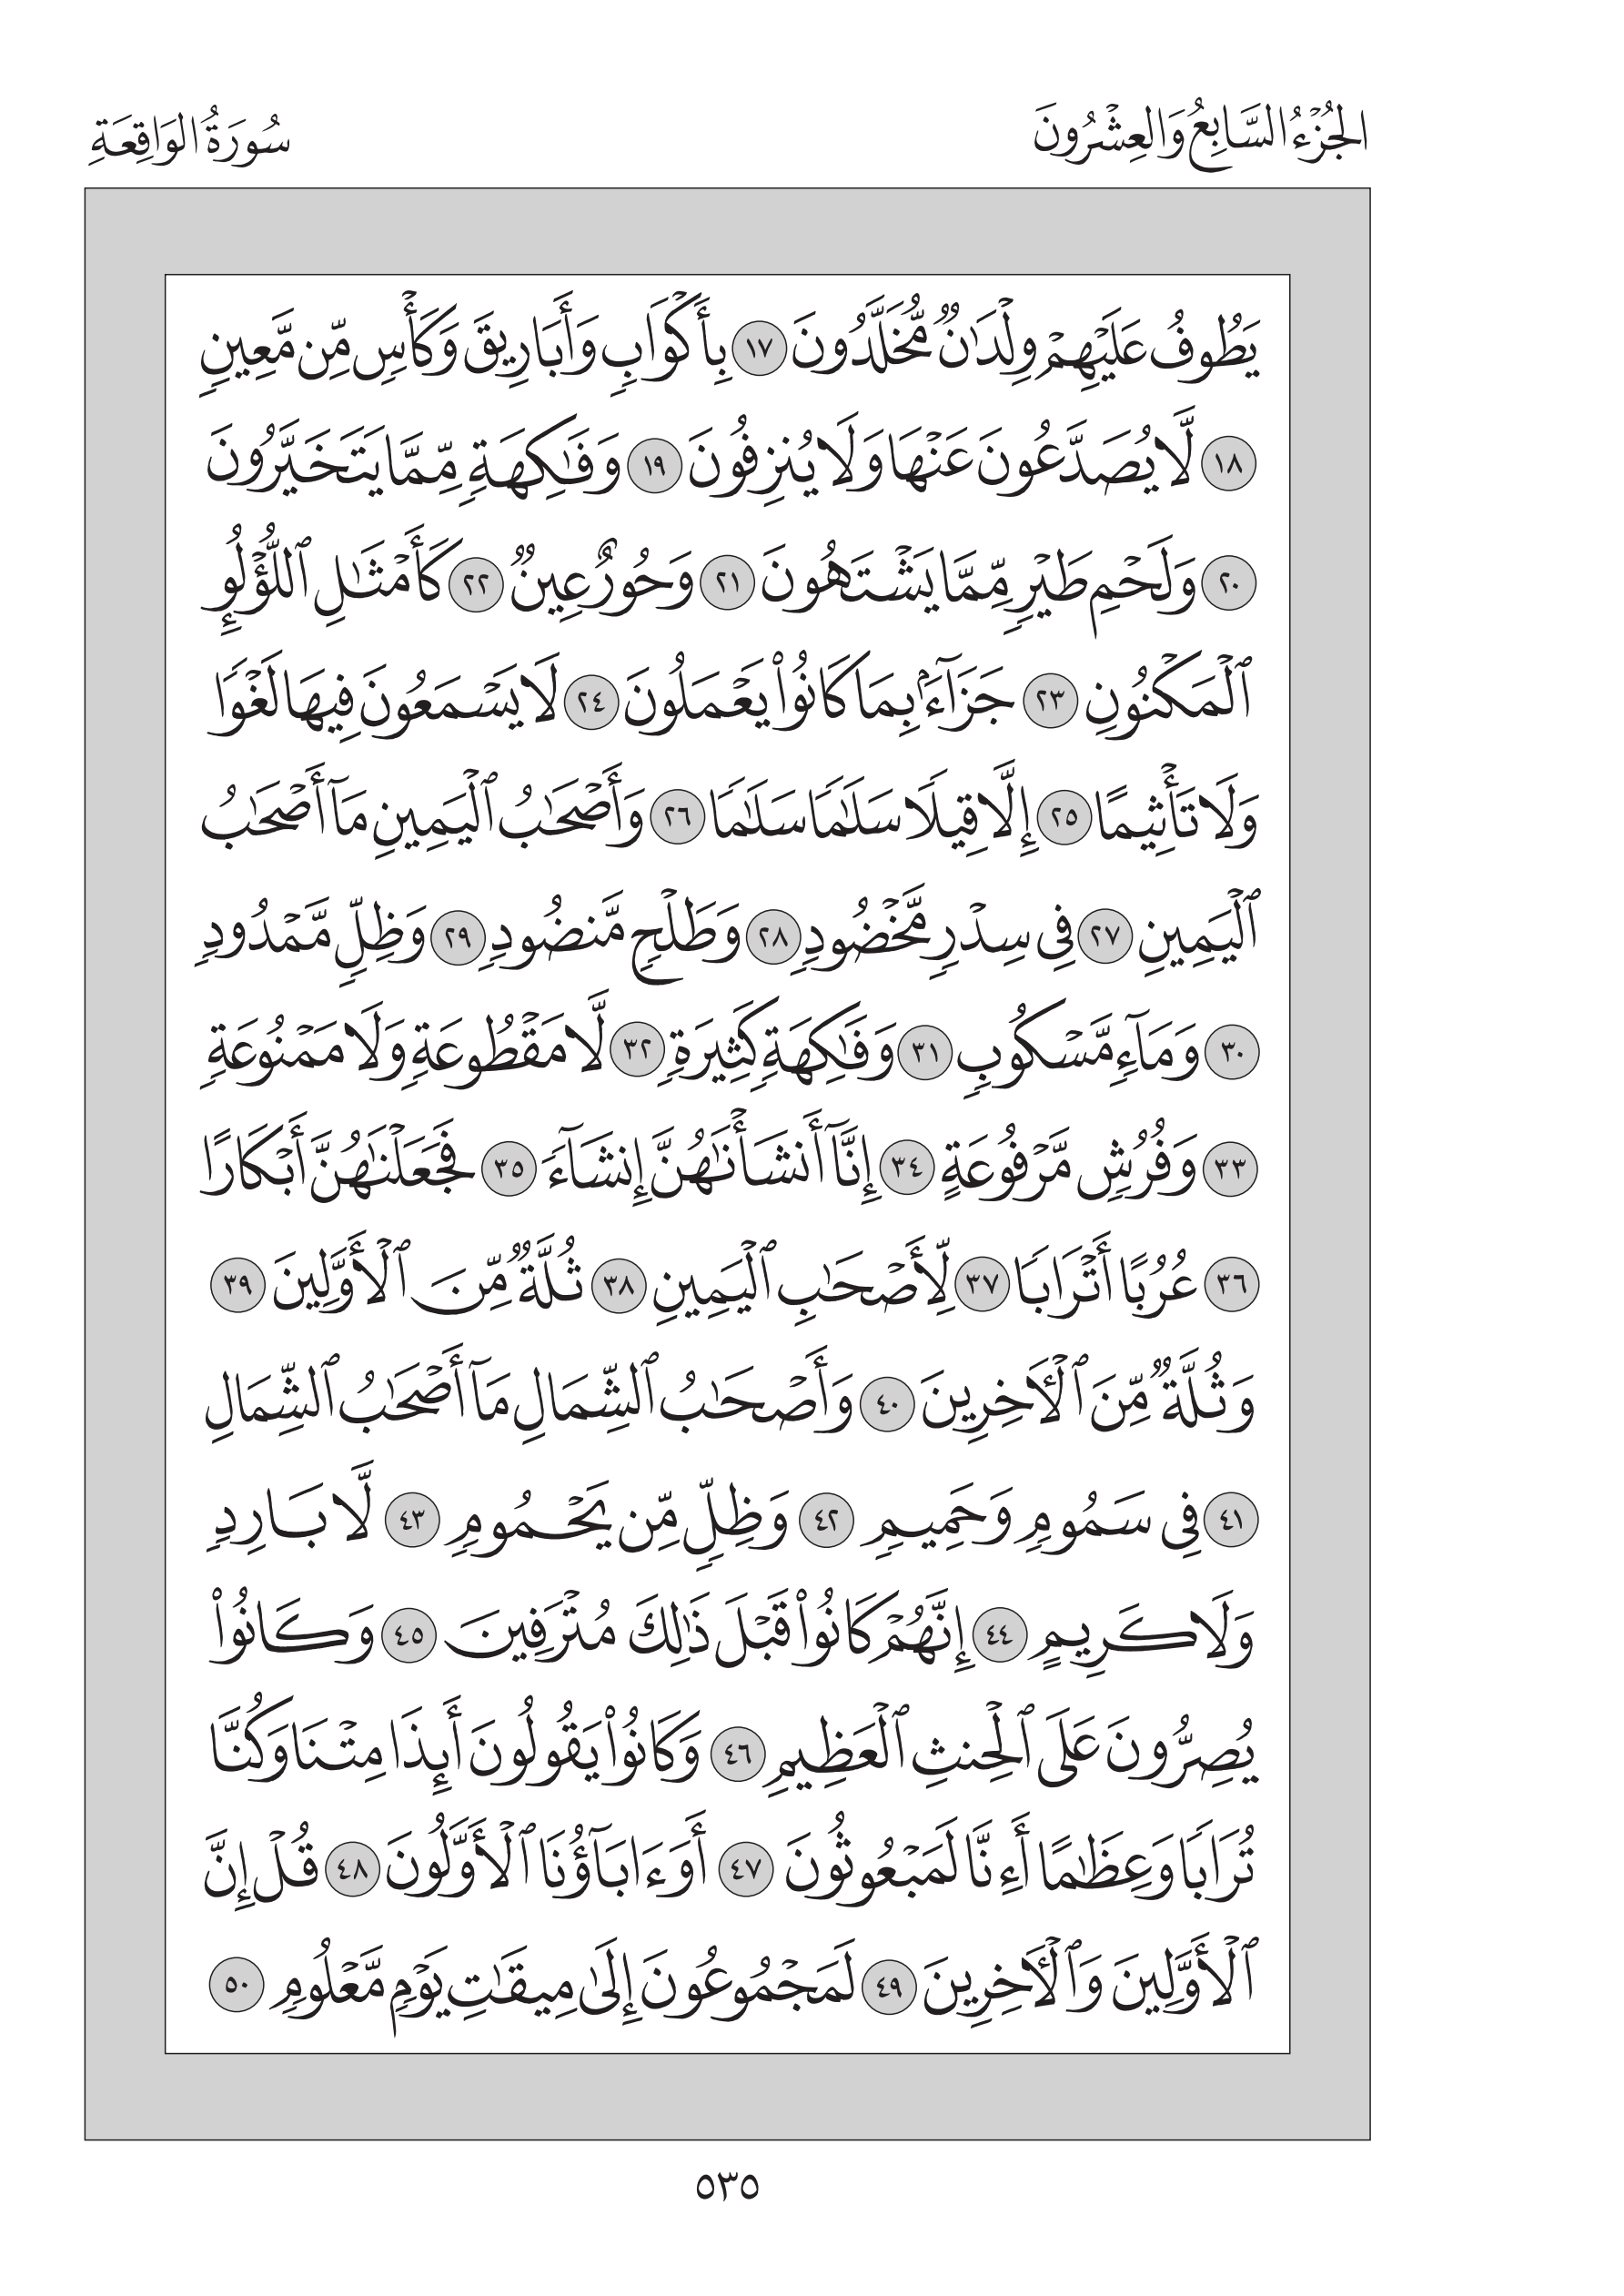 الجُزْءُ السَّابِعُ وَالعِشْرُونَ
سُورَةُ الوَاقِعَةِ
يَطُوفُ عَلَيۡهِمۡ وِلۡدَٰنٞ مُّخَلَّدُونَ ١٧ بِأَكۡوَابٖ وَأَبَارِيقَ وَكَأۡسٖ مِّن مَّعِينٖ
١٨ لَّا يُصَدَّعُونَ عَنۡهَا وَلَا يُنزِفُونَ ١٩ وَفَٰكِهَةٖ مِّمَّا يَتَخَيَّرُونَ
٢٠ وَلَحۡمِ طَيۡرٖ مِّمَّا يَشۡتَهُونَ ٢١ وَحُورٌ عِينٞ ٢٢ كَأَمۡثَٰلِ ٱللُّؤۡلُوِٕ
ٱلۡمَكۡنُونِ ٢٣ جَزَآءَۢ بِمَا كَانُواْ يَعۡمَلُونَ ٢٤ لَا يَسۡمَعُونَ فِيهَا لَغۡوٗا
وَلَا تَأۡثِيمًا ٢٥ إِلَّا قِيلٗا سَلَٰمٗا سَلَٰمٗا ٢٦ وَأَصۡحَٰبُ ٱلۡيَمِينِ مَآ أَصۡحَٰبُ
ٱلۡيَمِينِ ٢٧ فِي سِدۡرٖ مَّخۡضُودٖ ٢٨ وَطَلۡحٖ مَّنضُودٖ ٢٩ وَظِلّٖ مَّمۡدُودٖ
٣٠ وَمَآءٖ مَّسۡكُوبٖ ٣١ وَفَٰكِهَةٖ كَثِيرَةٖ ٣٢ لَّا مَقۡطُوعَةٖ وَلَا مَمۡنُوعَةٖ
٣٣ وَفُرُشٖ مَّرۡفُوعَةٍ ٣٤ إِنَّآ أَنشَأۡنَٰهُنَّ إِنشَآءٗ ٣٥ فَجَعَلۡنَٰهُنَّ أَبۡكَارًا
٣٦ عُرُبًا أَتۡرَابٗا ٣٧ لِّأَصۡحَٰبِ ٱلۡيَمِينِ ٣٨ ثُلَّةٞ مِّنَ ٱلۡأَوَّلِينَ ٣٩
وَثُلَّةٞ مِّنَ ٱلۡأٓخِرِينَ ٤٠ وَأَصۡحَٰبُ ٱلشِّمَالِ مَآ أَصۡحَٰبُ ٱلشِّمَالِ
٤١ فِي سَمُومٖ وَحَمِيمٖ ٤٢ وَظِلّٖ مِّن يَحۡمُومٖ ٤٣ لَّا بَارِدٖ
وَلَا كَرِيمٍ ٤٤ إِنَّهُمۡ كَانُواْ قَبۡلَ ذَٰلِكَ مُتۡرَفِينَ ٤٥ وَكَانُواْ
يُصِرُّونَ عَلَى ٱلۡحِنثِ ٱلۡعَظِيمِ ٤٦ وَكَانُواْ يَقُولُونَ أَئِذَا مِتۡنَا وَكُنَّا
تُرَابٗا وَعِظَٰمًا أَءِنَّا لَمَبۡعُوثُونَ ٤٧ أَوَءَابَآؤُنَا ٱلۡأَوَّلُونَ ٤٨ قُلۡ إِنَّ
ٱلۡأَوَّلِينَ وَٱلۡأٓخِرِينَ ٤٩ لَمَجۡمُوعُونَ إِلَىٰ مِيقَٰتِ يَوۡمٖ مَّعۡلُومٖ ٥٠
٥٣٥